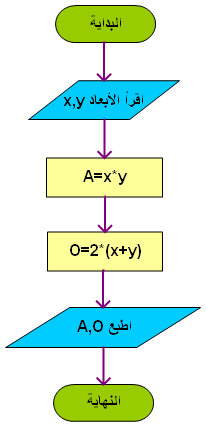 البداية
اقرأ الأبعاد x,y
A=x*y
O=2*(x+y)
اطبع A,O
النهاية